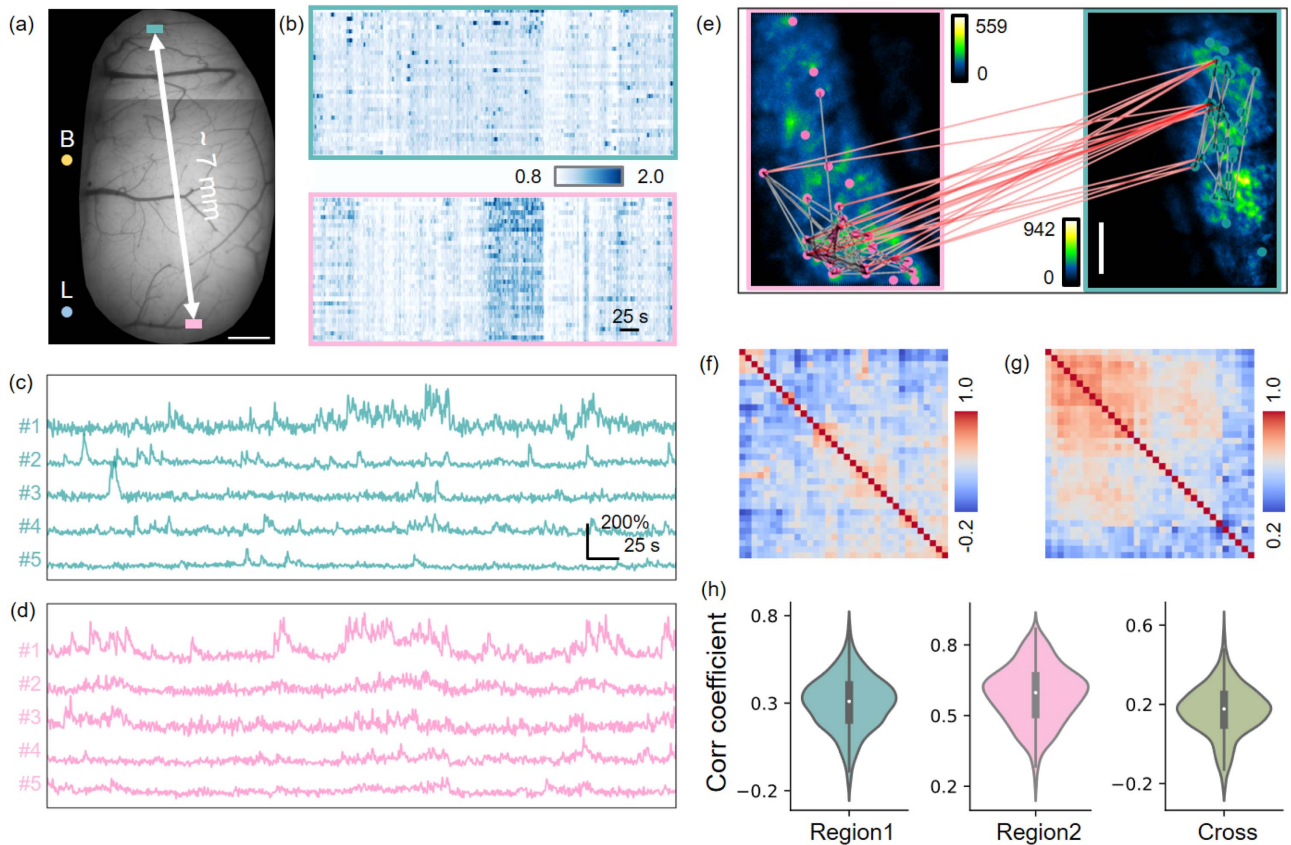 (a)
B
L
~ 7 mm
(b)
0.8 2.0
25 s
(c)
#1
#2
#3
#4
#5
200%
25 s
(d)
#1
#2
#3
#4
#5
(e)
559
0
942
0
(f)
1.0
-0.2
(g)
1.0
0.2
(h)
Corr coefficient
0.8
0.3
−0.2
Region1
0.8
0.5
0.2
Region2
0.6
0.2
−0.2
Cross